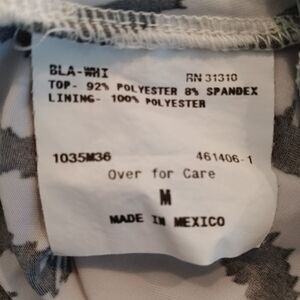 BLA-WHI RN 31310
TOP- 92% POLYESTER 8% SPANDEX
LINING- 100% POLYESTER
1035M36 461406-1
Over for Care
M
MADE IN MEXICO